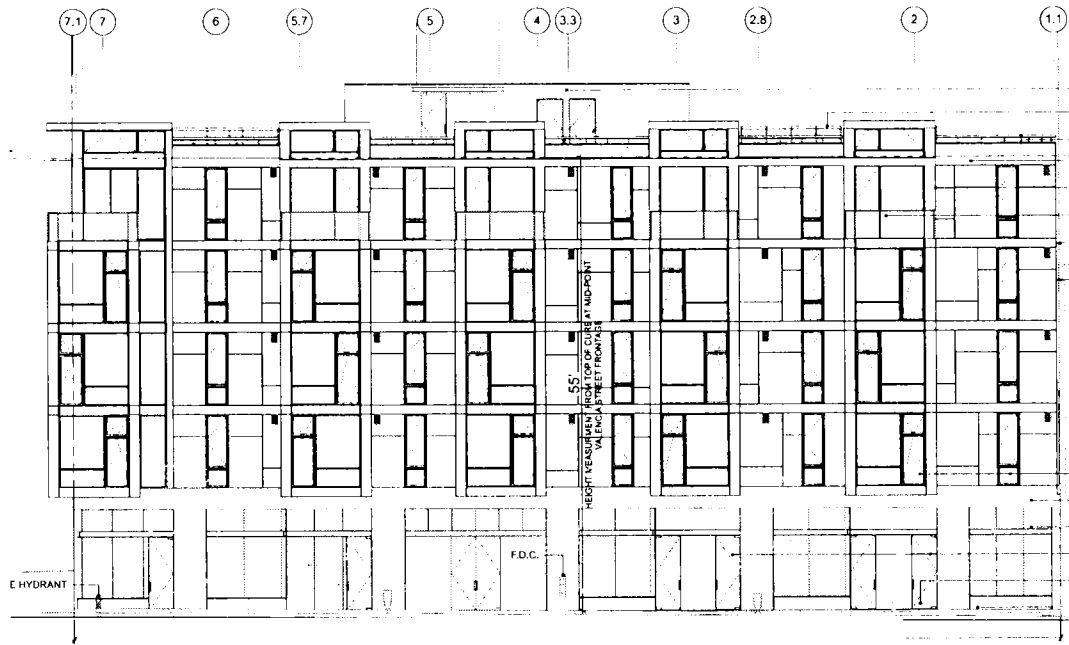 7.1 7 6 5.7 5 4 3.3 3 2.8 2 1.1
55'
HEIGHT MEASURMENT FROM TOP OF CURB AT MID-POINT
VALENCIA STREET FRONTAGE
F.D.C.
E HYDRANT